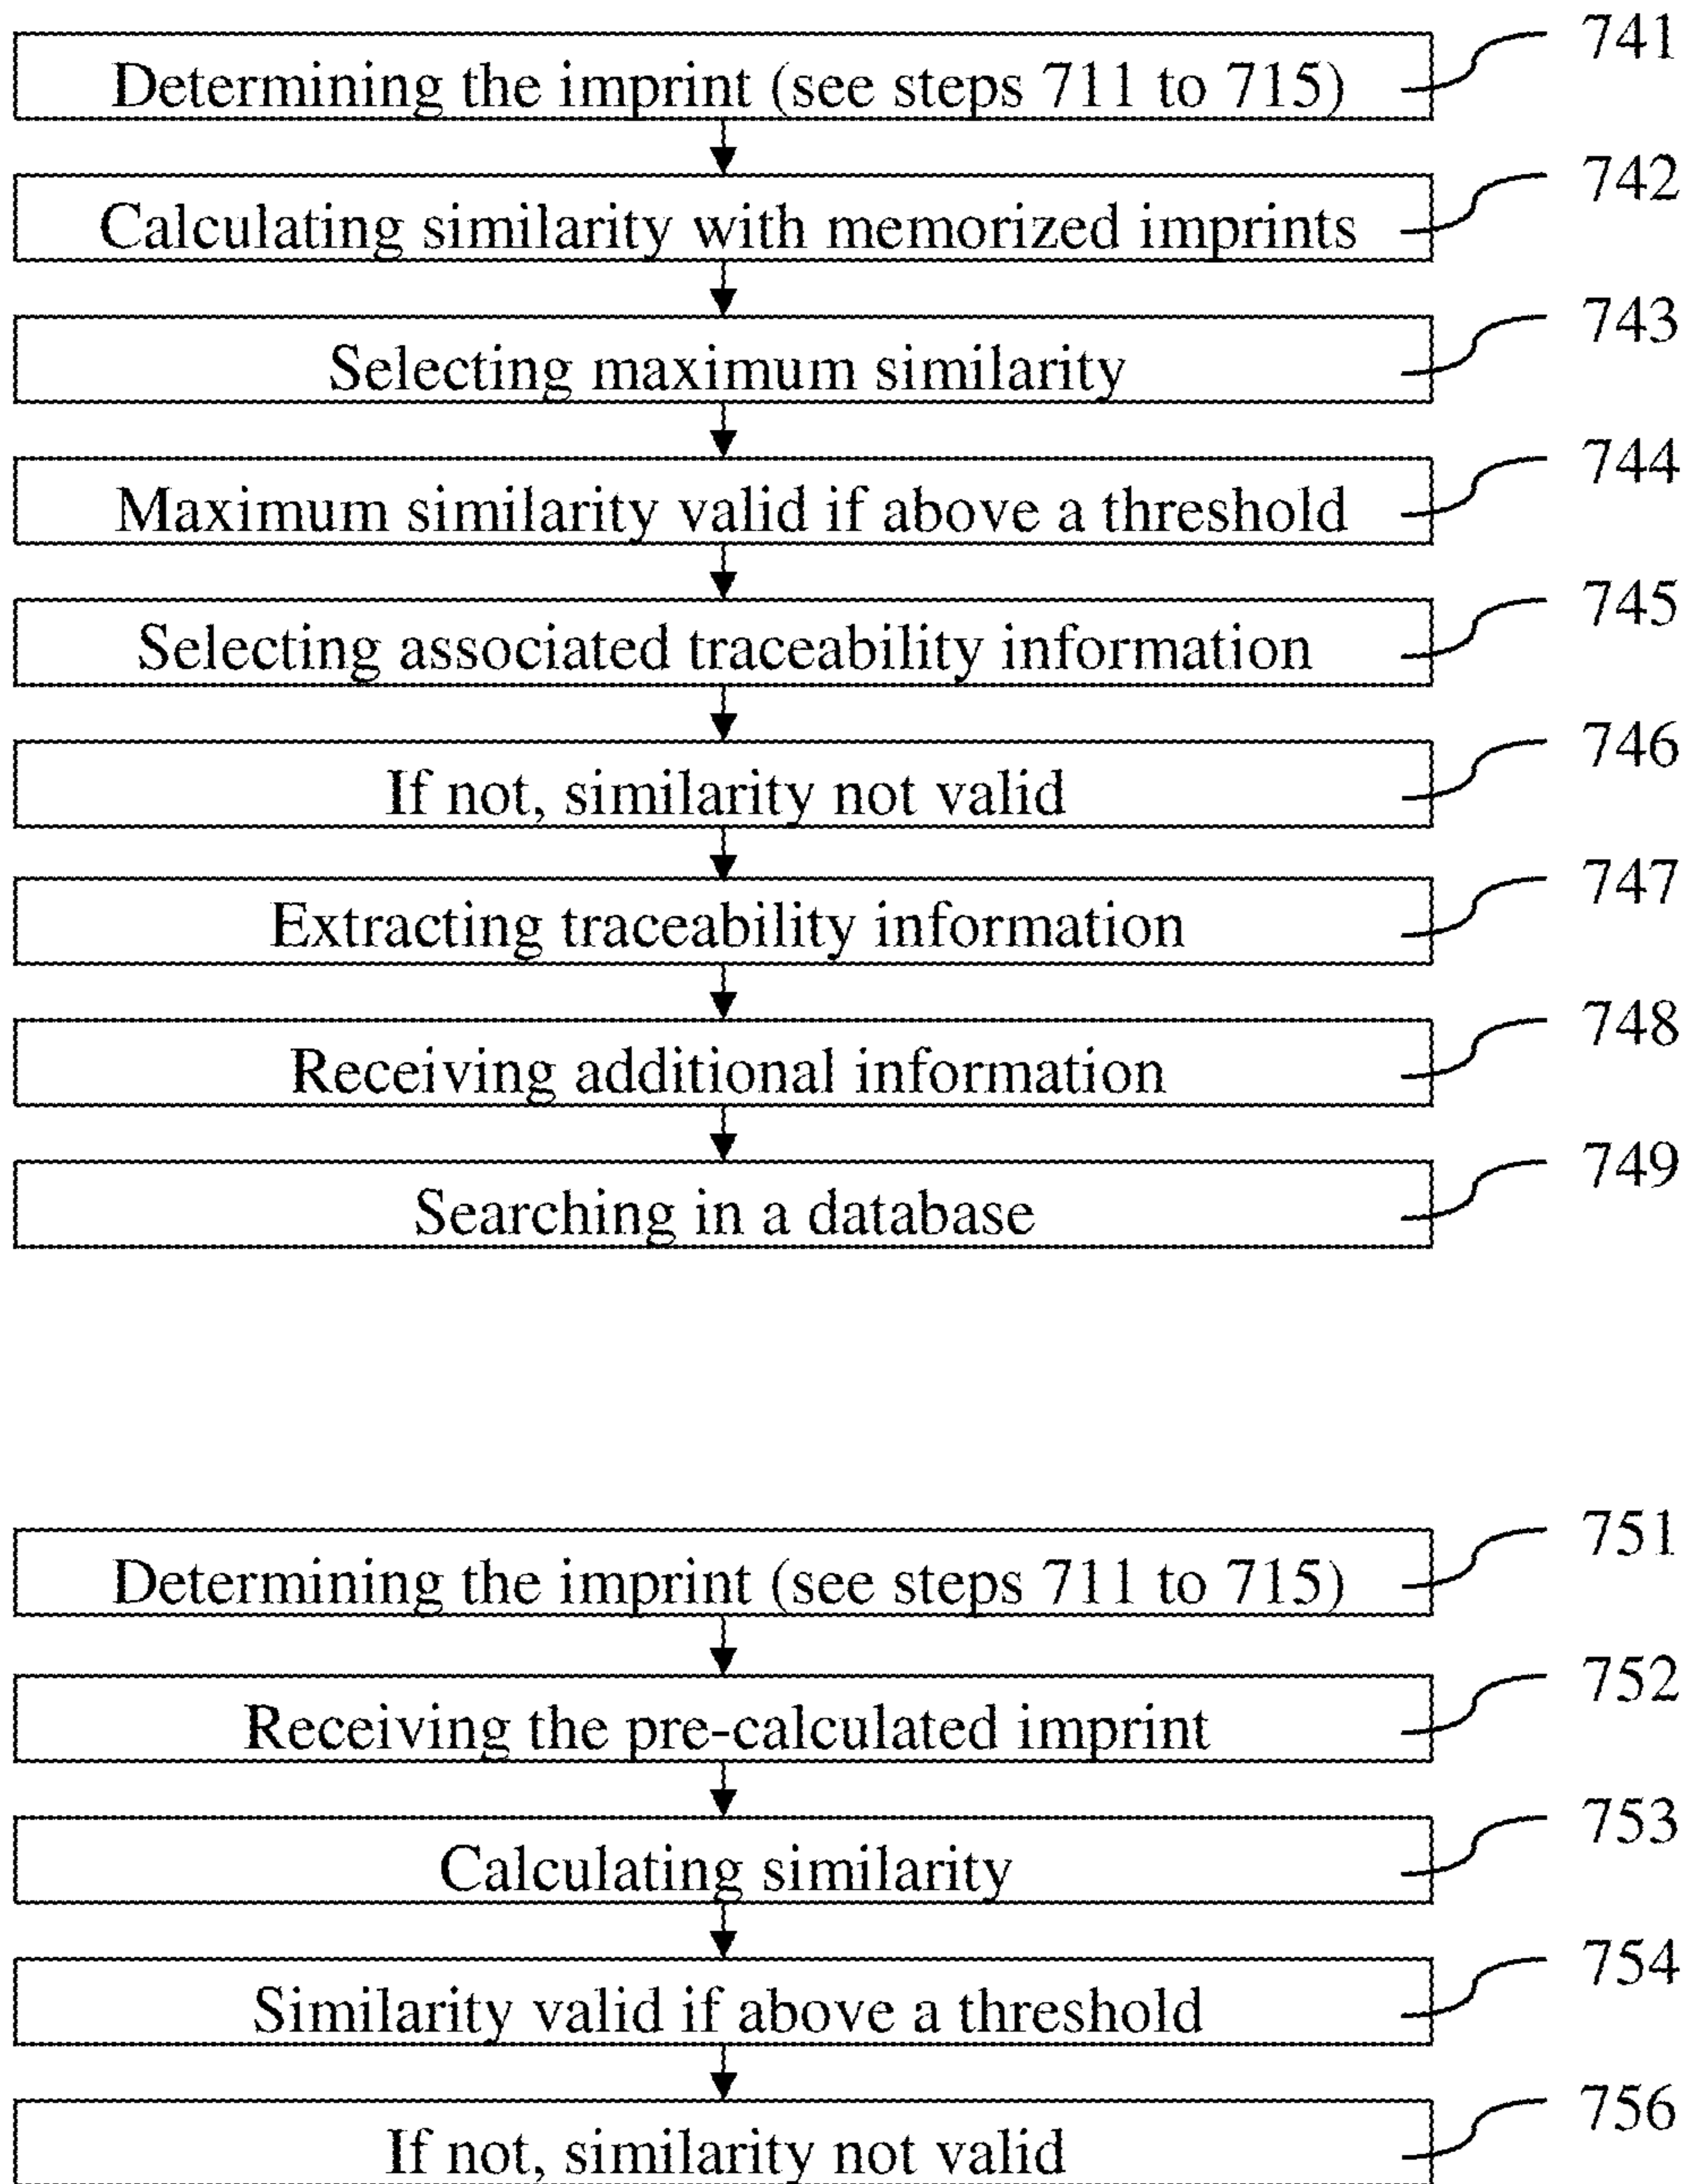 741
Determining the imprint (see steps 711 to 715)
742
Calculating similarity with memorized imprints
743
Selecting maximum similarity
744
Maximum similarity valid if above a threshold
745
Selecting associated traceability information
746
If not, similarity not valid
747
Extracting traceability information
748
Receiving additional information
749
Searching in a database
751
Determining the imprint (see steps 711 to 715)
752
Receiving the pre-calculated imprint
753
Calculating similarity
754
Similarity valid if above a threshold
756
If not, similarity not valid